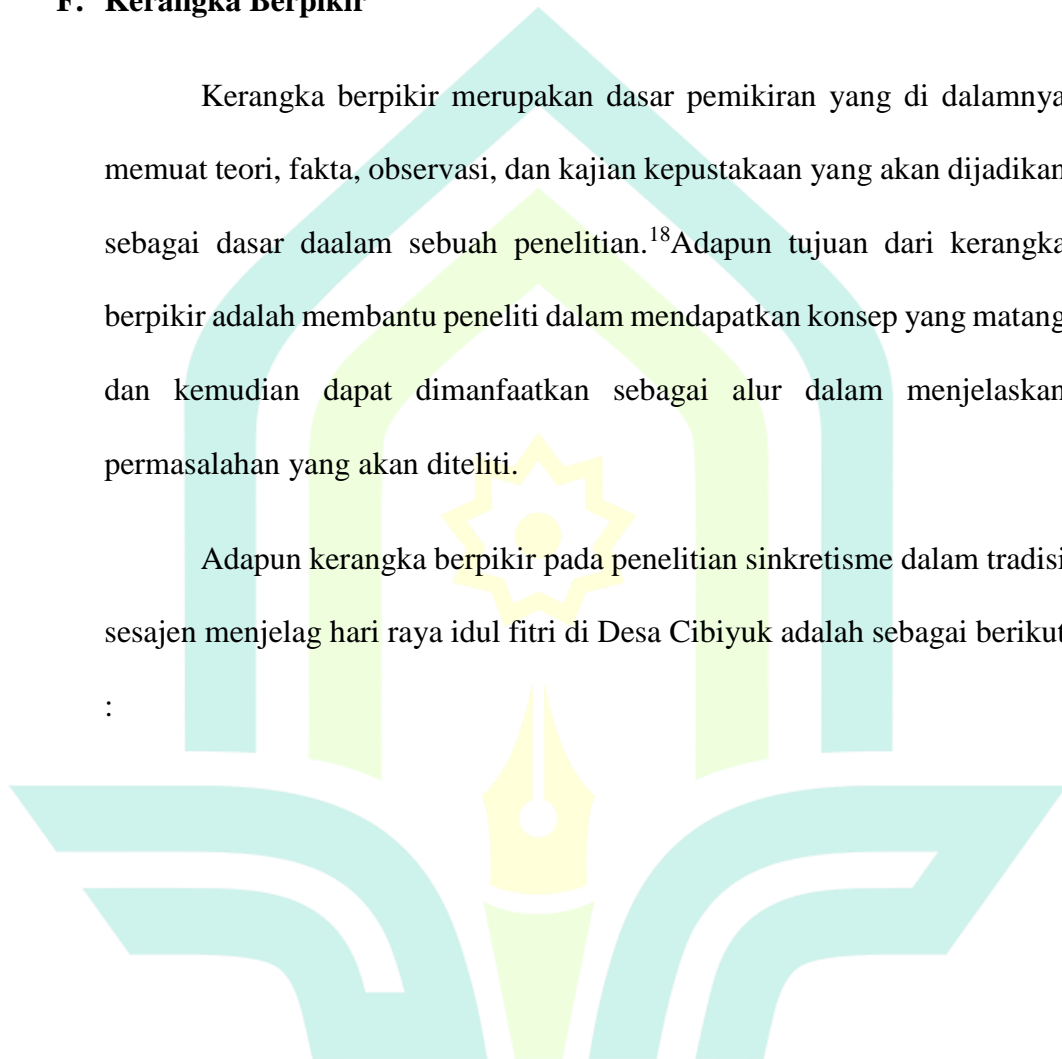 F. Kerangka Berpikir
Kerangka berpikir merupakan dasar pemikiran yang di dalamnya
memuat teori, fakta, observasi, dan kajian kepustakaan yang akan dijadikan
sebagai dasar daalam sebuah penelitian.18Adapun tujuan dari kerangka
berpikir adalah membantu peneliti dalam mendapatkan konsep yang matang
dan kemudian dapat dimanfaatkan sebagai alur dalam menjelaskan
permasalahan yang akan diteliti.
Adapun kerangka berpikir pada penelitian sinkretisme dalam tradisi
sesajen menjelag hari raya idul fitri di Desa Cibiyuk adalah sebagai berikut
: